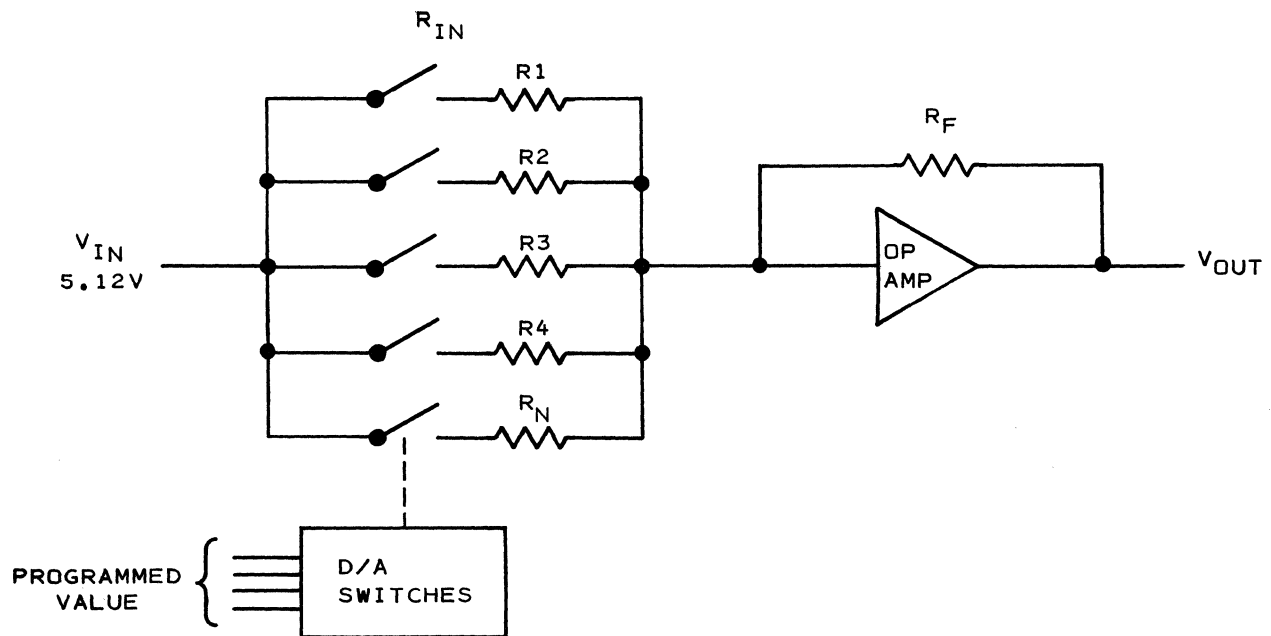 R_IN
R1
R2
R3
R4
R_N
V_IN
5.12V
R_F
OP
AMP
V_OUT
PROGRAMMED
VALUE
D/A
SWITCHES